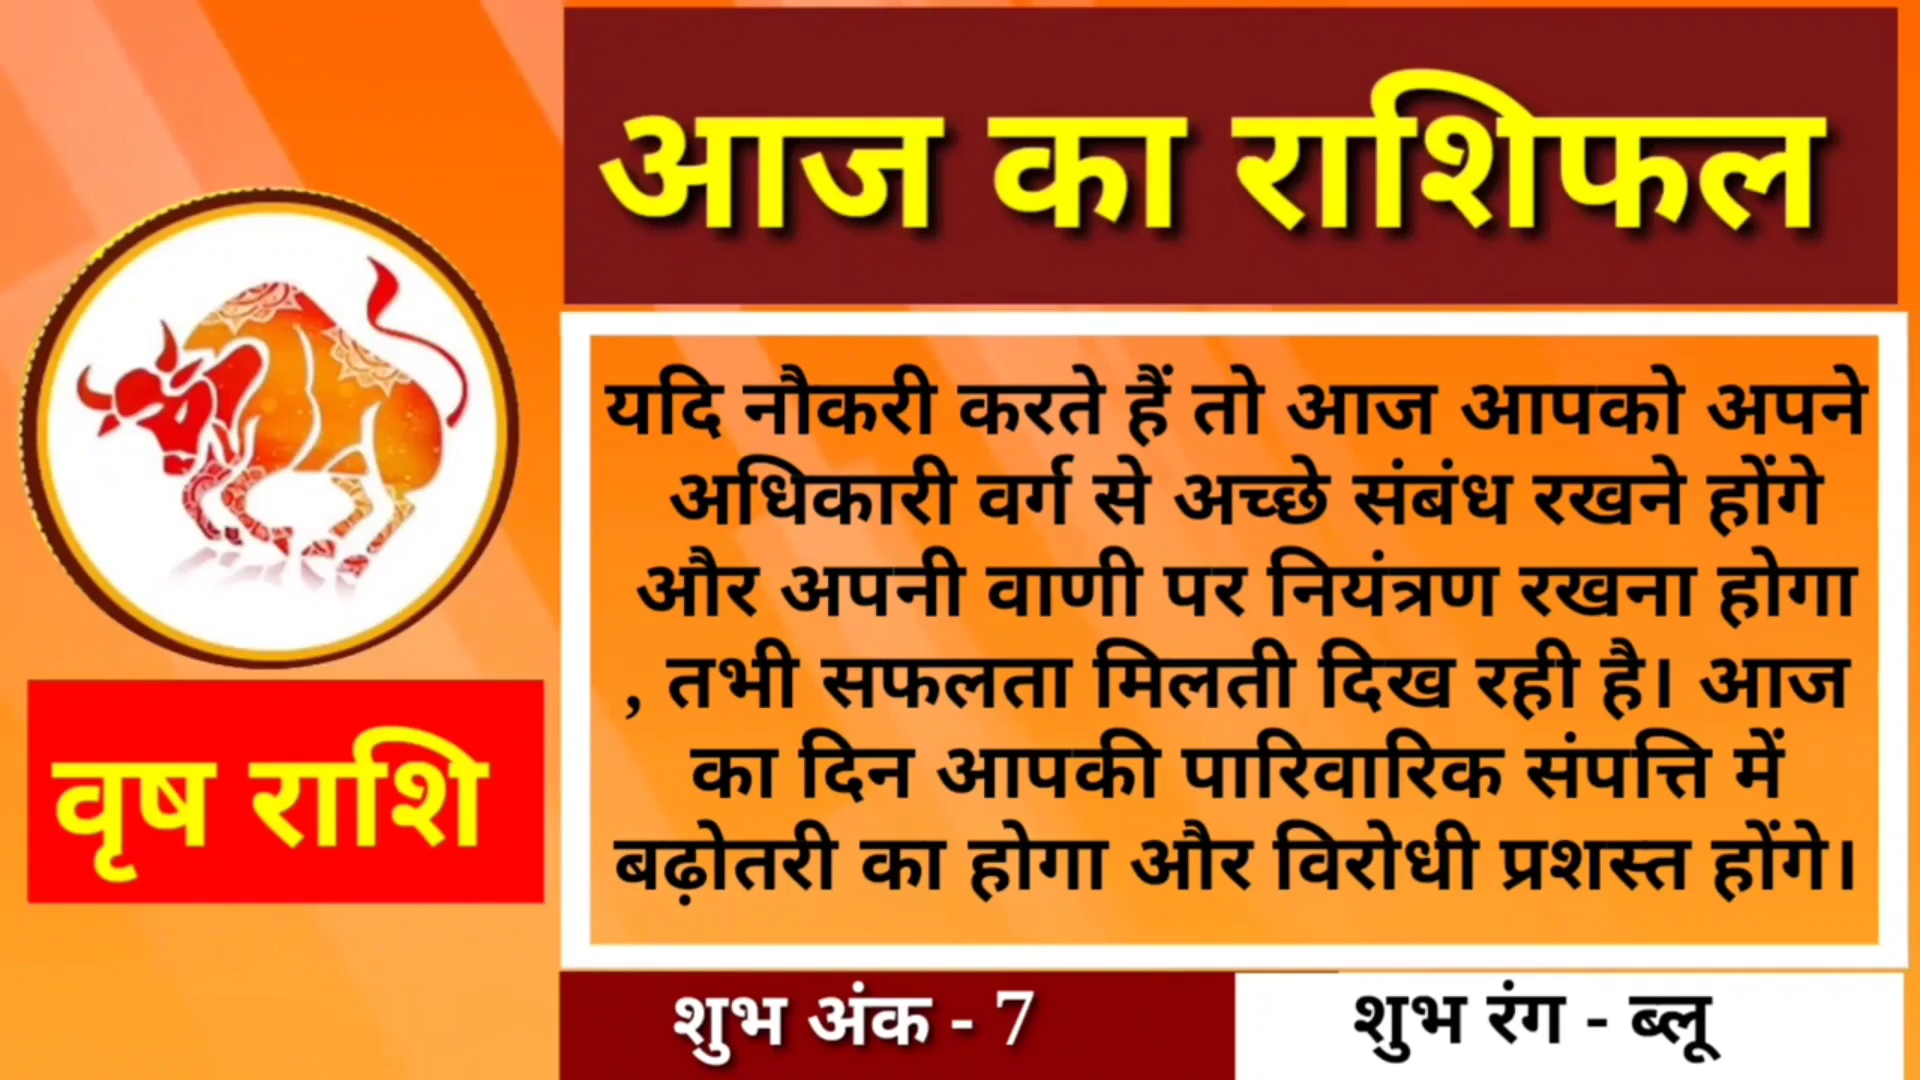 आज का राशिफल
वृष राशि
यदि नौकरी करते हैं तो आज आपको अपने
अधिकारी वर्ग से अच्छे संबंध रखने होंगे
और अपनी वाणी पर नियंत्रण रखना होगा
, तभी सफलता मिलती दिख रही है। आज
का दिन आपकी पारिवारिक संपत्ति में
बढ़ोतरी का होगा और विरोधी प्रशस्त होंगे।
शुभ अंक - 7
शुभ रंग - ब्लू